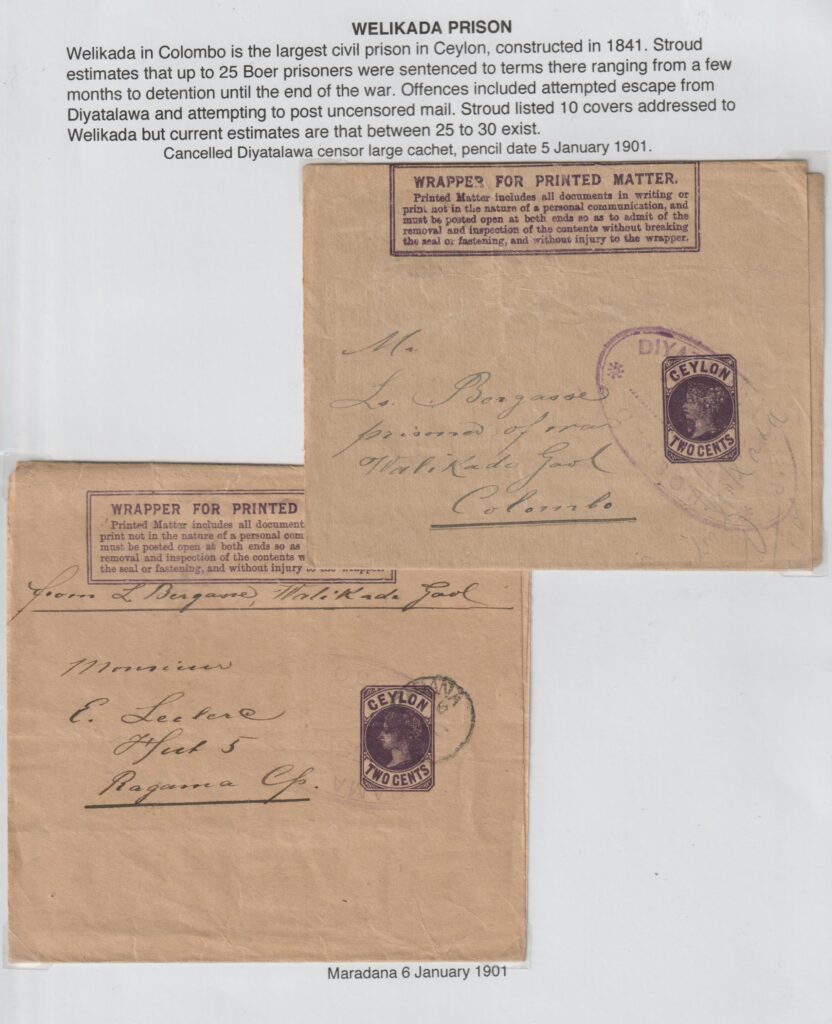 WELIKADA PRISON
Welikada in Colombo is the largest civil prison in Ceylon, constructed in 1841. Stroud
estimates that up to 25 Boer prisoners were sentenced to terms there ranging from a few
months to detention until the end of the war. Offences included attempted escape from
Diyatalawa and attempting to post uncensored mail. Stroud listed 10 covers addressed to
Welikada but current estimates are that between 25 to 30 exist.
Cancelled Diyatalawa censor large cachet, pencil date 5 January 1901.
WRAPPER FOR PRINTED MATTER.
Printed Matter includes all documents in writing or
print not in the nature of a personal communication, and
must be posted open at both ends so as to admit of the
removal and inspection of the contents without breaking
the seal or fastening, and without injury to the wrapper.
Mr
Ls. Bergasse
prisoner of war
Walikade Gaol
Colombo
DIYA
CEYLON
TWO CENTS
WRAPPER FOR PRINTED
Printed Matter includes all document
print not in the nature of a personal com
must be posted open at both ends so as
removal and inspection of the contents w
the seal or fastening, and without injury to the wrapper.
from L Bergasse, Walikade Gaol
Monsieur
E. Leclerc
Hut 5
Ragama Cp.
CEYLON
TWO CENTS
Maradana 6 January 1901